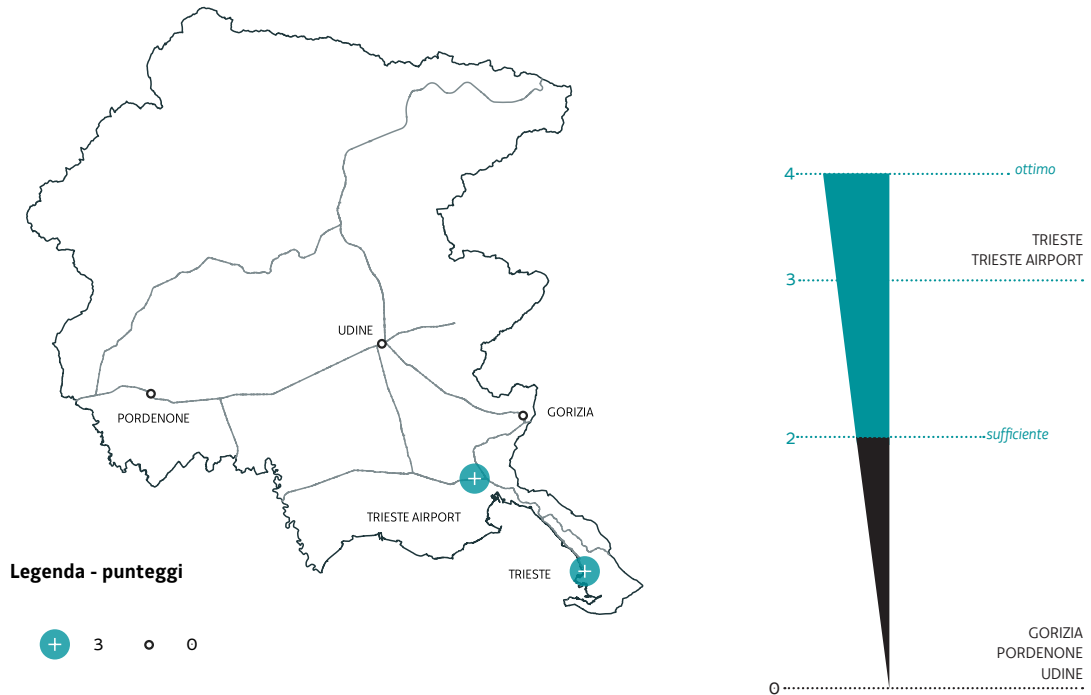 UDINE
PORDENONE
GORIZIA
TRIESTE AIRPORT
TRIESTE
Legenda - punteggi
3
0
4
ottimo
TRIESTE
TRIESTE AIRPORT
3
2
sufficiente
GORIZIA
PORDENONE
UDINE
0